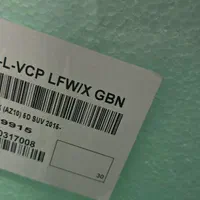 -L-VCP LFW/X GBN
(AZ10) 5D SUV 2015-
9915
0317008
30